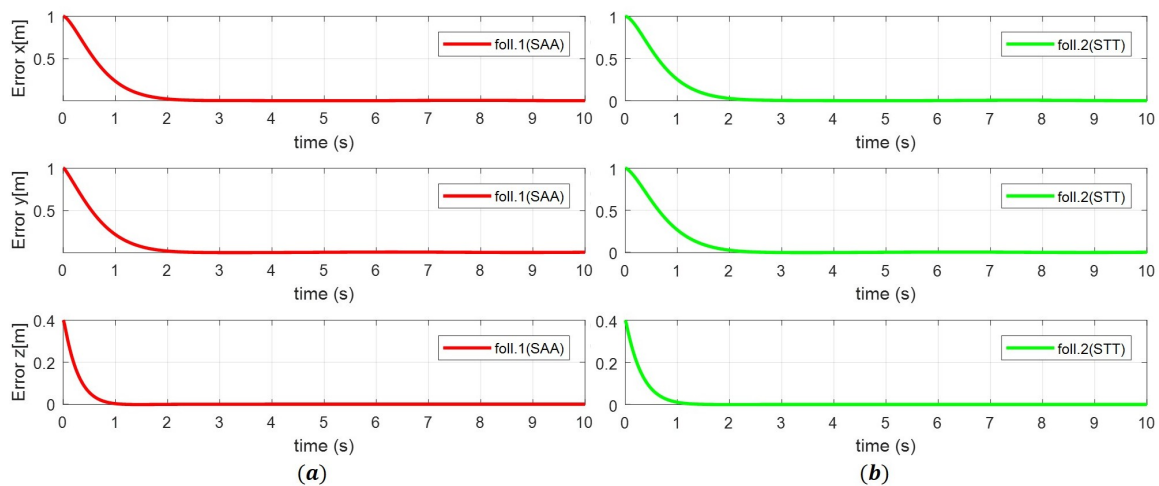 Error x[m]
1
0.5
foll.1(SAA)
0 1 2 3 4 5 6 7 8 9 10
time (s)
1
0.5
0
foll.2(STT)
0 1 2 3 4 5 6 7 8 9 10
time (s)
Error y[m]
1
0.5
foll.1(SAA)
0 1 2 3 4 5 6 7 8 9 10
time (s)
1
0.5
0
foll.2(STT)
0 1 2 3 4 5 6 7 8 9 10
time (s)
Error z[m]
0.4
0.2
0
foll.1(SAA)
0 1 2 3 4 5 6 7 8 9 10
time (s)
0.4
0.2
0
foll.2(STT)
0 1 2 3 4 5 6 7 8 9 10
time (s)
(a)
(b)